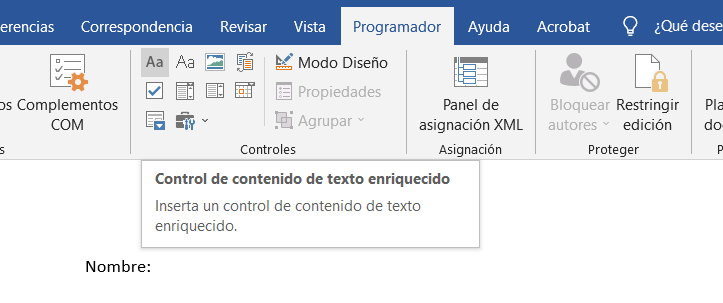 erencias Correspondencia Revisar Vista Programador Ayuda Acrobat ¿Qué dese
Aa Aa Modo Diseño
Propiedades
Agrupar
os Complementos COM
Panel de asignación XML
Bloquear autores
Restringir edición
Pla
do
s Controles Asignación Proteger P
Control de contenido de texto enriquecido
Inserta un control de contenido de texto
enriquecido.
Nombre: